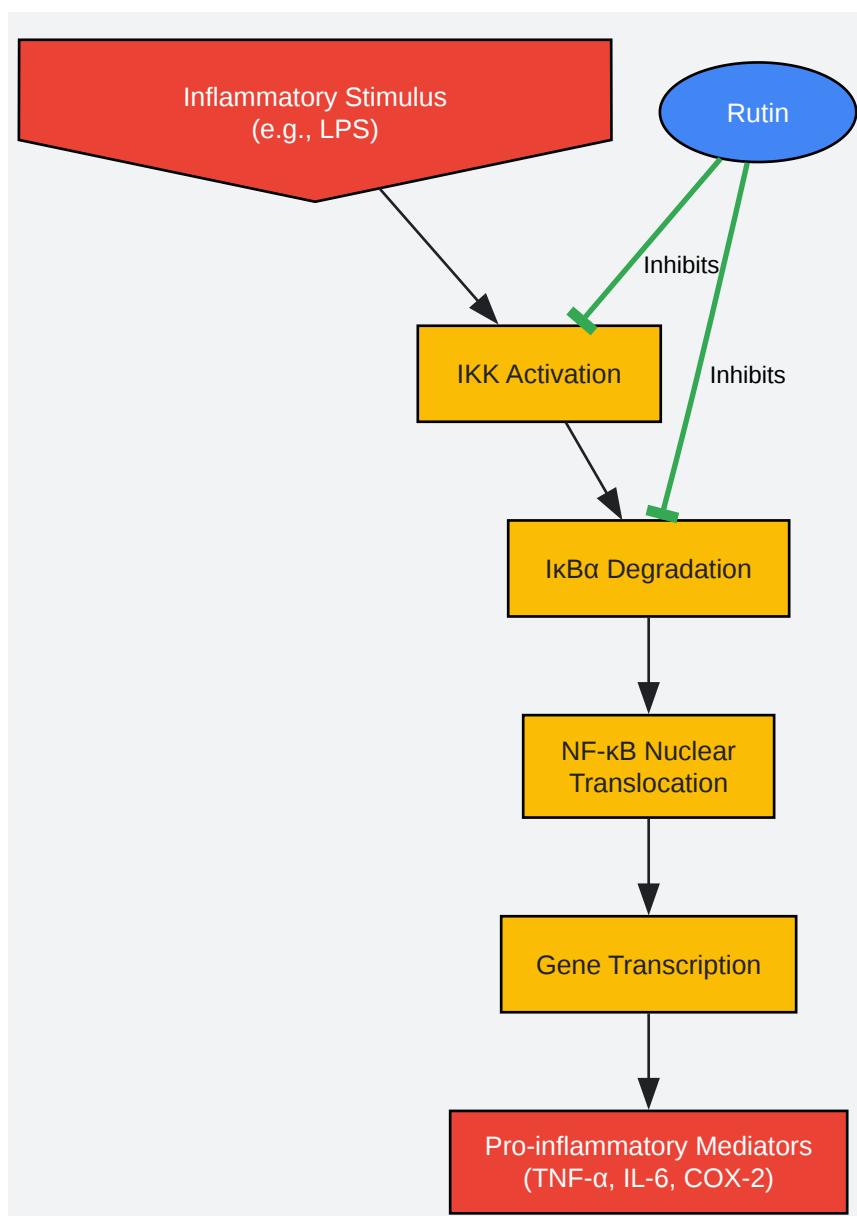 Inflammatory Stimulus
(e.g., LPS)
Rutin
Inhibits
IKK Activation
Inhibits
IκBα Degradation
NF-κB Nuclear
Translocation
Gene Transcription
Pro-inflammatory Mediators
(TNF-α, IL-6, COX-2)